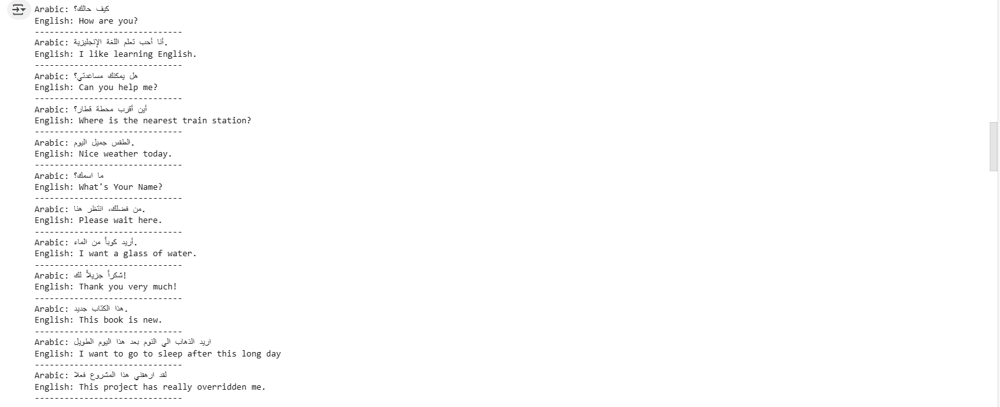 Arabic: كيف حالك؟
English: How are you?
------------------------------
Arabic: أنا أحب تعلم اللغة الإنجليزية.
English: I like learning English.
------------------------------
Arabic: هل يمكنك مساعدتي؟
English: Can you help me?
------------------------------
Arabic: أين أقرب محطة قطار؟
English: Where is the nearest train station?
------------------------------
Arabic: الطقس جميل اليوم.
English: Nice weather today.
------------------------------
Arabic: ما اسمك؟
English: What's Your Name?
------------------------------
Arabic: من فضلك، انتظر هنا.
English: Please wait here.
------------------------------
Arabic: أريد كوباً من الماء.
English: I want a glass of water.
------------------------------
Arabic: شكراً جزيلاً لك!
English: Thank you very much!
------------------------------
Arabic: هذا الكتاب جديد.
English: This book is new.
------------------------------
Arabic: اريد الذهاب الي النوم بعد هذا اليوم الطويل
English: I want to go to sleep after this long day
------------------------------
Arabic: لقد ارهقني هذا المشروع فعلا
English: This project has really overridden me.
------------------------------